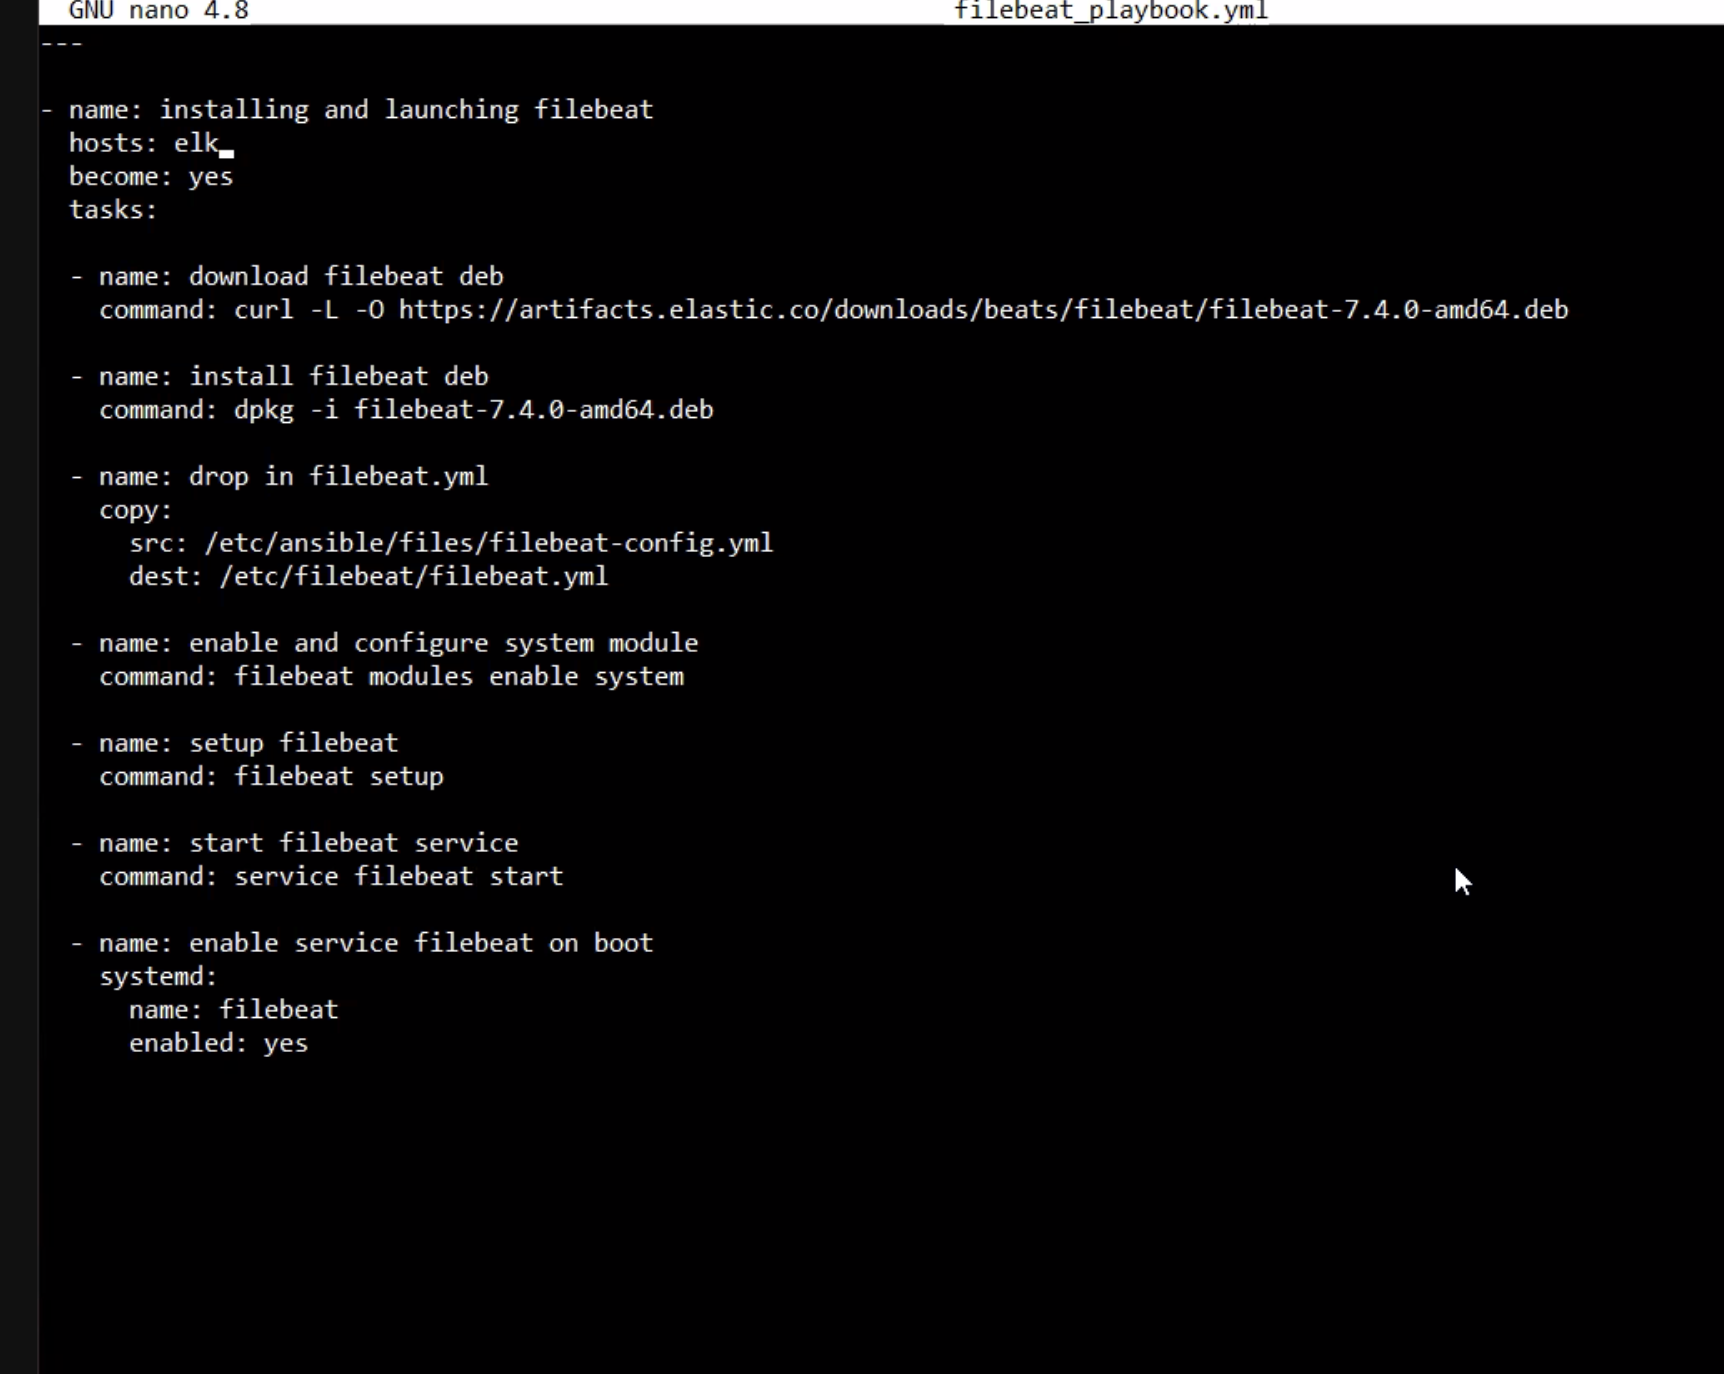 GNU nano 4.8 filebeat_playbook.yml
---
- name: installing and launching filebeat
hosts: elk
become: yes
tasks:
- name: download filebeat deb
command: curl -L -O https://artifacts.elastic.co/downloads/beats/filebeat/filebeat-7.4.0-amd64.deb
- name: install filebeat deb
command: dpkg -i filebeat-7.4.0-amd64.deb
- name: drop in filebeat.yml
copy:
src: /etc/ansible/files/filebeat-config.yml
dest: /etc/filebeat/filebeat.yml
- name: enable and configure system module
command: filebeat modules enable system
- name: setup filebeat
command: filebeat setup
- name: start filebeat service
command: service filebeat start
- name: enable service filebeat on boot
systemd:
name: filebeat
enabled: yes